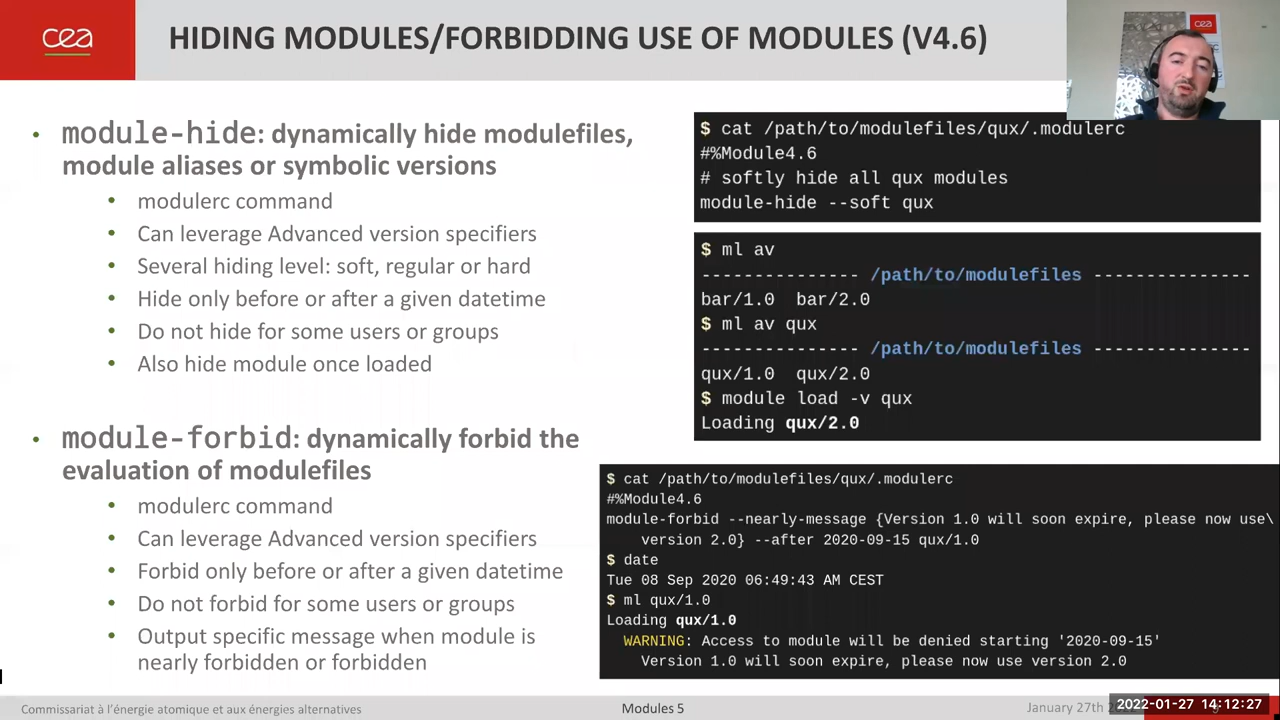 cea
HIDING MODULES/FORBIDDING USE OF MODULES (V4.6)
cea
• module-hide: dynamically hide modulefiles,
module aliases or symbolic versions
• modulerc command
• Can leverage Advanced version specifiers
• Several hiding level: soft, regular or hard
• Hide only before or after a given datetime
• Do not hide for some users or groups
• Also hide module once loaded
• module-forbid: dynamically forbid the
evaluation of modulefiles
• modulerc command
• Can leverage Advanced version specifiers
• Forbid only before or after a given datetime
• Do not forbid for some users or groups
• Output specific message when module is
nearly forbidden or forbidden
$ cat /path/to/modulefiles/qux/.modulerc
#%Module4.6
# softly hide all qux modules
module-hide --soft qux
$ ml av
--------------- /path/to/modulefiles ---------------
bar/1.0  bar/2.0
$ ml av qux
--------------- /path/to/modulefiles ---------------
qux/1.0  qux/2.0
$ module load -v qux
Loading qux/2.0
$ cat /path/to/modulefiles/qux/.modulerc
#%Module4.6
module-forbid --nearly-message {Version 1.0 will soon expire, please now use\
version 2.0} --after 2020-09-15 qux/1.0
$ date
Tue 08 Sep 2020 06:49:43 AM CEST
$ ml qux/1.0
Loading qux/1.0
WARNING: Access to module will be denied starting '2020-09-15'
Version 1.0 will soon expire, please now use version 2.0
Commissariat à l'énergie atomique et aux énergies alternatives
Modules 5
January 27th
2022-01-27 14:12:27